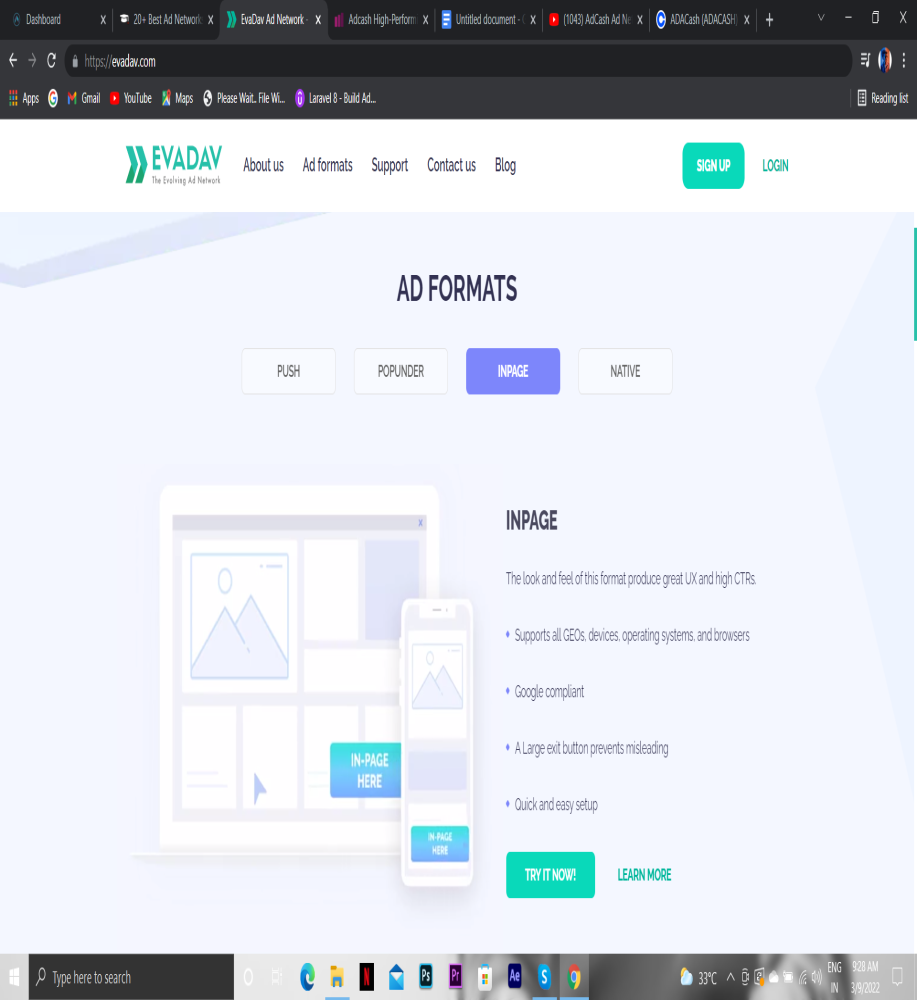 Dashboard
20+ Best Ad Network
EvaDav Ad Network -
Adcash High-Perform
Untitled document -
(1043) AdCash Ad Ne
ADACash (ADACASH)
https://evadav.com
Apps
Gmail
YouTube
Maps
Please Wait.. File Wi...
Laravel 8 - Build Ad...
Reading list
EVADAV
The Evolving Ad Network
About us
Ad formats
Support
Contact us
Blog
SIGN UP
LOGIN
AD FORMATS
PUSH
POPUNDER
INPAGE
NATIVE
INPAGE
The look and feel of this format produce great UX and high CTRs.
Supports all GEOs, devices, operating systems, and browsers
Google compliant
A Large exit button prevents misleading
Quick and easy setup
TRY IT NOW!
LEARN MORE
IN-PAGE
HERE
IN-PAGE
HERE
Type here to search
Ps
Pr
Ae
33°C
ENG
IN
9:28 AM
3/9/2022